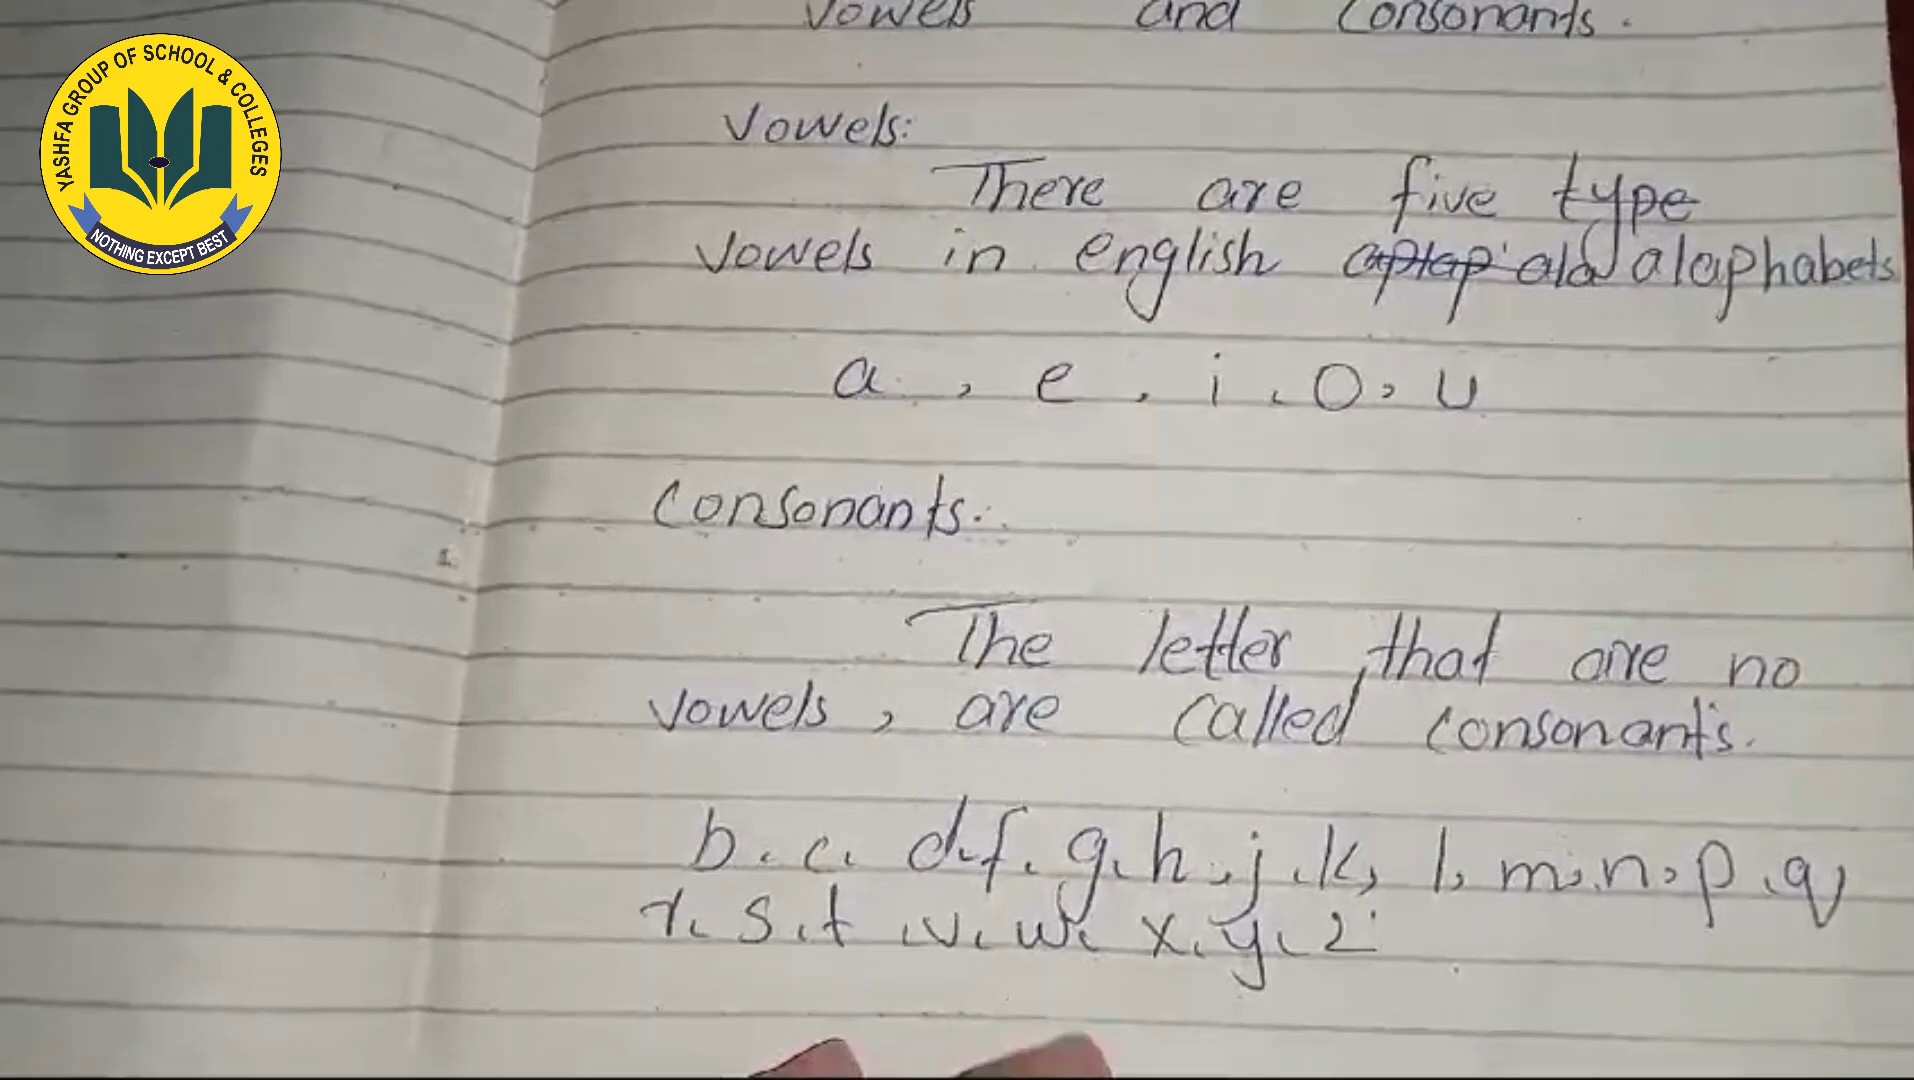 YASHFA GROUP OF SCHOOL & COLLEGES
NOTHING EXCEPT BEST
Vowels and Consonants.
Vowels:
There are five type
vowels in english alaphabets
a, e, i, o, u
Consonants:
The letter that are no
vowels, are called consonants.
b, c, d, f, g, h, j, k, l, m, n, p, q
r, s, t, v, w, x, y, z